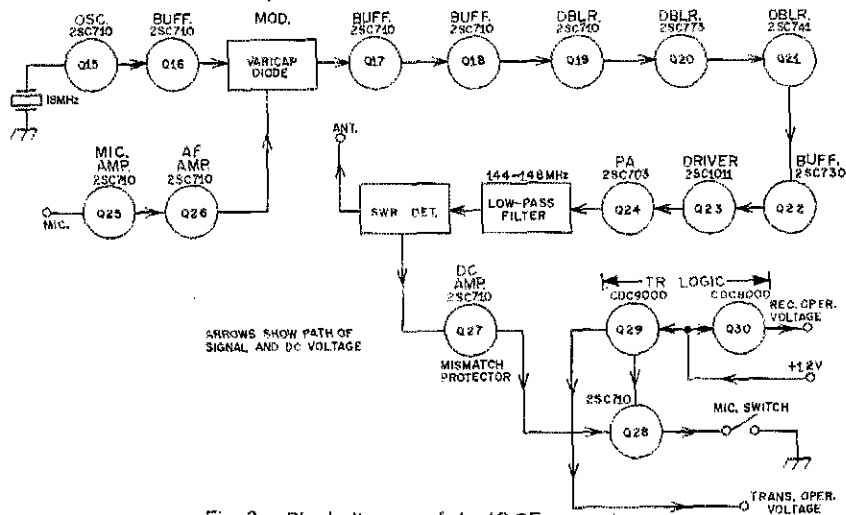 OSC.
2SC710
Q15
BUFF.
2SC710
Q16
MOD.
VARICAP
DIODE
BUFF.
2SC710
Q17
BUFF.
2SC710
Q18
DBLR.
2SC710
Q19
DBLR.
2SC773
Q20
DBLR.
2SC741
Q21
18MHz
MIC.
AMP.
2SC710
Q25
AF
AMP.
2SC710
Q26
MIC.
ANT.
SWR DET.
144-148MHz
LOW-PASS
FILTER
PA
2SC703
Q24
DRIVER
2SC1011
Q23
BUFF.
2SC730
Q22
DC
AMP.
2SC710
Q27
MISMATCH
PROTECTOR
ARROWS SHOW PATH OF
SIGNAL AND DC VOLTAGE
TR LOGIC
CDC9000
Q29
CDC8000
Q30
REC. OPER.
VOLTAGE
+12V
2SC710
Q28
MIC. SWITCH
TRANS. OPER.
VOLTAGE